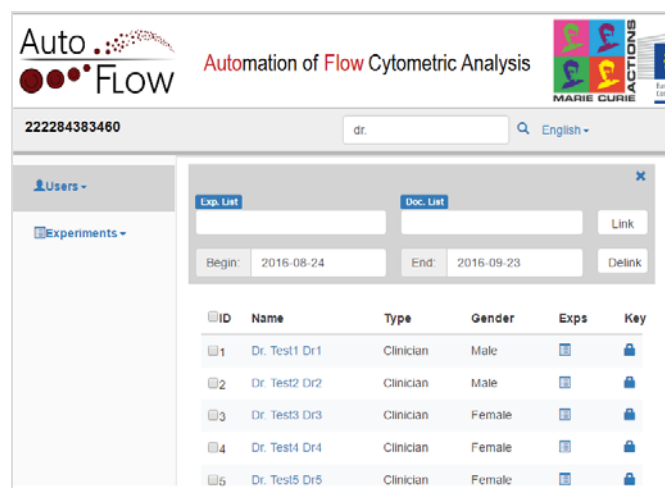 Auto
FLOW
Automation of Flow Cytometric Analysis
MARIE CURIE
ACTIONS
222284383460
dr.
English
Users
Experiments
Exp. List
Doc. List
Link
Begin:
2016-08-24
End:
2016-09-23
Delink
ID Name Type Gender Exps Key
1 Dr. Test1 Dr1 Clinician Male
2 Dr. Test2 Dr2 Clinician Male
3 Dr. Test3 Dr3 Clinician Female
4 Dr. Test4 Dr4 Clinician Female
5 Dr. Test5 Dr5 Clinician Female